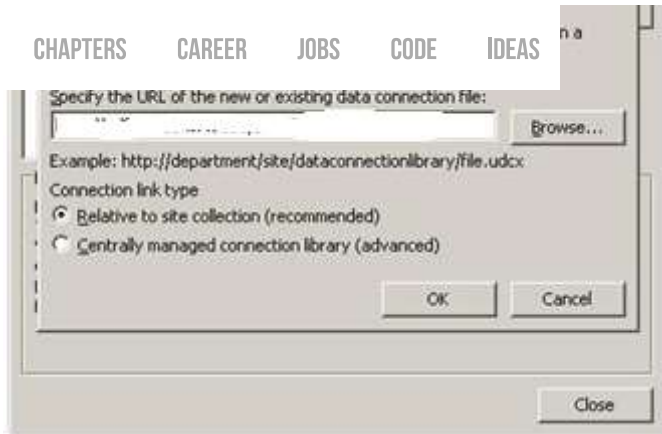 n a
CHAPTERS CAREER JOBS CODE IDEAS
Specify the URL of the new or existing data connection file:
Browse...
Example: http://department/site/dataconnectionlibrary/file.udcx
Connection link type
Relative to site collection (recommended)
Centrally managed connection library (advanced)
OK Cancel
Close